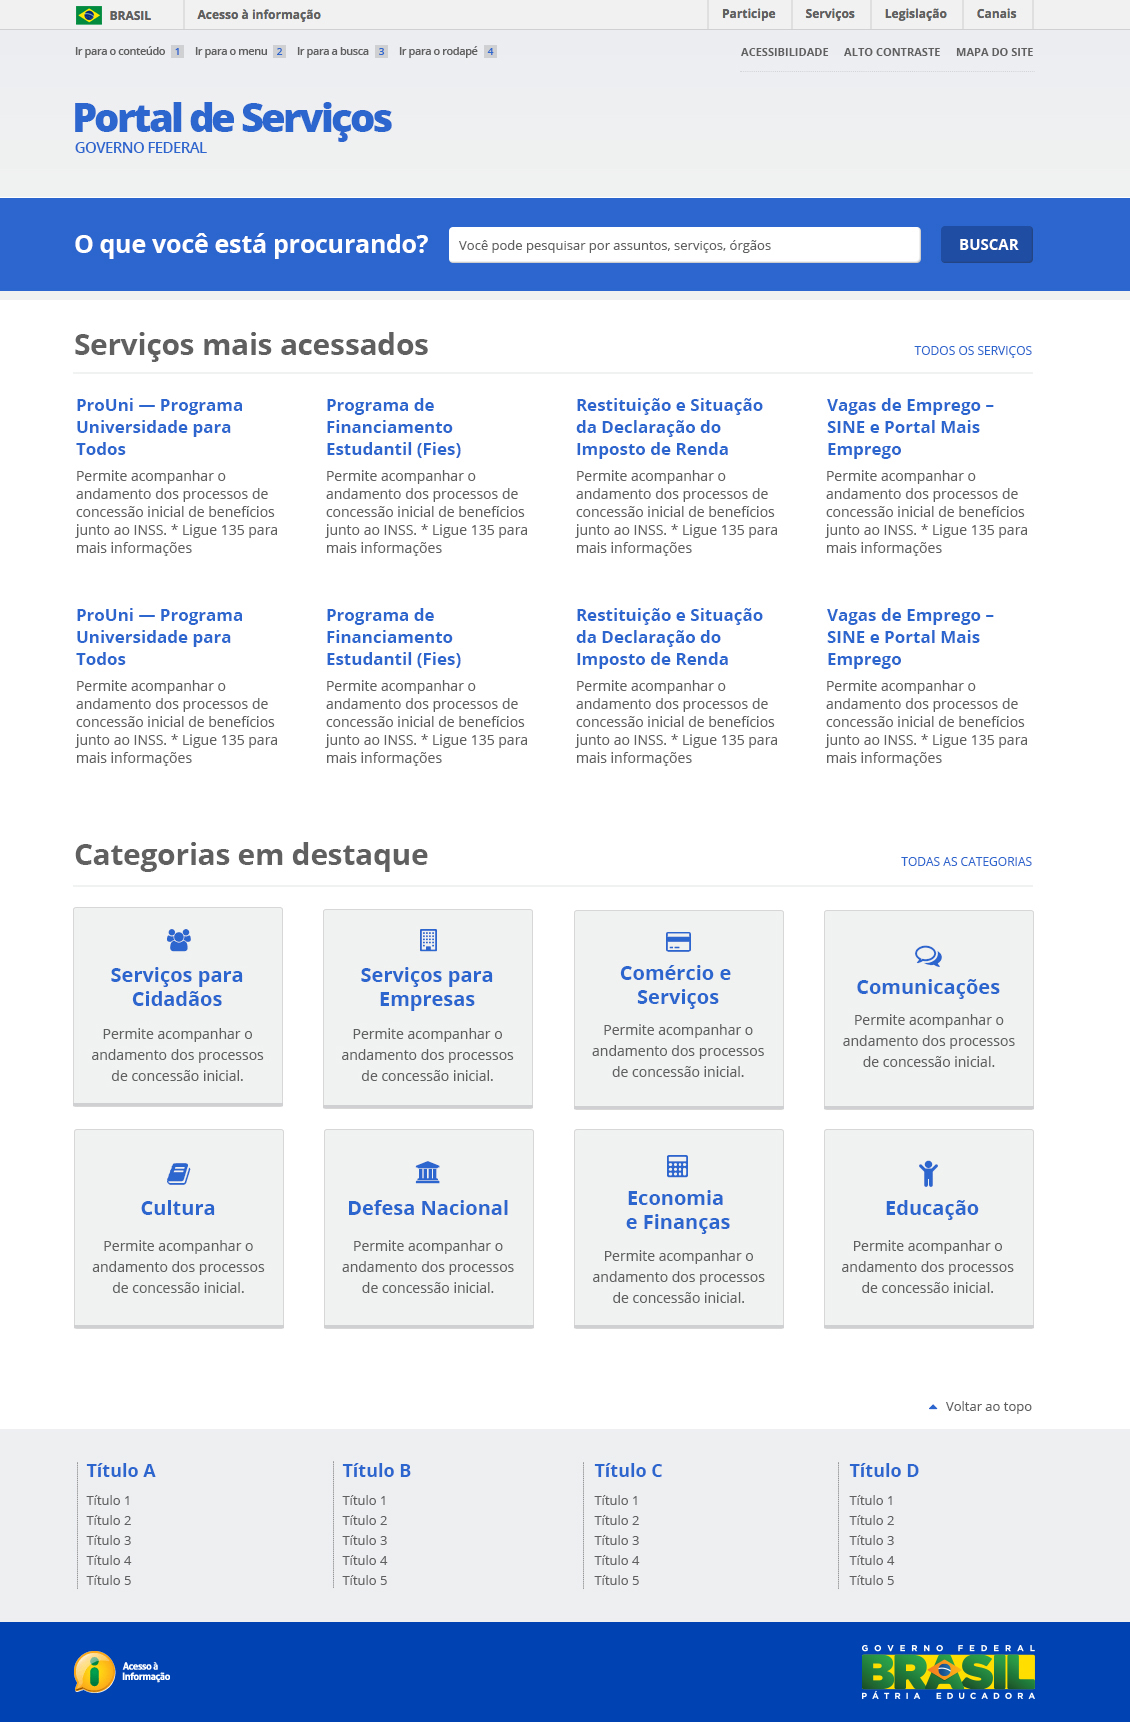 BRASIL
Acesso à informação
Participe
Serviços
Legislação
Canais
Ir para o conteúdo 1
Ir para o menu 2
Ir para a busca 3
Ir para o rodapé 4
ACESSIBILIDADE
ALTO CONTRASTE
MAPA DO SITE
Portal de Serviços
GOVERNO FEDERAL
O que você está procurando?
Você pode pesquisar por assuntos, serviços, órgãos
BUSCAR
Serviços mais acessados
TODOS OS SERVIÇOS
ProUni — Programa
Universidade para
Todos
Permite acompanhar o
andamento dos processos de
concessão inicial de benefícios
junto ao INSS. * Ligue 135 para
mais informações
Programa de
Financiamento
Estudantil (Fies)
Permite acompanhar o
andamento dos processos de
concessão inicial de benefícios
junto ao INSS. * Ligue 135 para
mais informações
Restituição e Situação
da Declaração do
Imposto de Renda
Permite acompanhar o
andamento dos processos de
concessão inicial de benefícios
junto ao INSS. * Ligue 135 para
mais informações
Vagas de Emprego –
SINE e Portal Mais
Emprego
Permite acompanhar o
andamento dos processos de
concessão inicial de benefícios
junto ao INSS. * Ligue 135 para
mais informações
ProUni — Programa
Universidade para
Todos
Permite acompanhar o
andamento dos processos de
concessão inicial de benefícios
junto ao INSS. * Ligue 135 para
mais informações
Programa de
Financiamento
Estudantil (Fies)
Permite acompanhar o
andamento dos processos de
concessão inicial de benefícios
junto ao INSS. * Ligue 135 para
mais informações
Restituição e Situação
da Declaração do
Imposto de Renda
Permite acompanhar o
andamento dos processos de
concessão inicial de benefícios
junto ao INSS. * Ligue 135 para
mais informações
Vagas de Emprego –
SINE e Portal Mais
Emprego
Permite acompanhar o
andamento dos processos de
concessão inicial de benefícios
junto ao INSS. * Ligue 135 para
mais informações
Categorias em destaque
TODAS AS CATEGORIAS
Serviços para
Cidadãos
Permite acompanhar o
andamento dos processos
de concessão inicial.
Serviços para
Empresas
Permite acompanhar o
andamento dos processos
de concessão inicial.
Comércio e
Serviços
Permite acompanhar o
andamento dos processos
de concessão inicial.
Comunicações
Permite acompanhar o
andamento dos processos
de concessão inicial.
Cultura
Permite acompanhar o
andamento dos processos
de concessão inicial.
Defesa Nacional
Permite acompanhar o
andamento dos processos
de concessão inicial.
Economia
e Finanças
Permite acompanhar o
andamento dos processos
de concessão inicial.
Educação
Permite acompanhar o
andamento dos processos
de concessão inicial.
Voltar ao topo
Título A
Título 1
Título 2
Título 3
Título 4
Título 5
Título B
Título 1
Título 2
Título 3
Título 4
Título 5
Título C
Título 1
Título 2
Título 3
Título 4
Título 5
Título D
Título 1
Título 2
Título 3
Título 4
Título 5
i
Acesso à
Informação
GOVERNO FEDERAL
BRASIL
PÁTRIA EDUCADORA